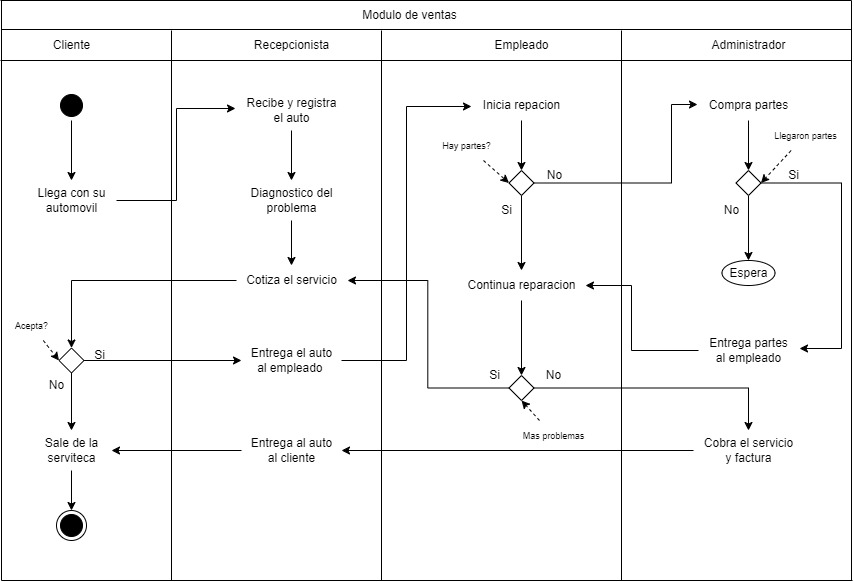 Modulo de ventas
Cliente
Recepcionista
Empleado
Administrador
Recibe y registra
el auto
Inicia repacion
Compra partes
Hay partes?
Llegaron partes
Llega con su
automovil
Diagnostico del
problema
No
Si
Si
No
Cotiza el servicio
Continua reparacion
Espera
Acepta?
Si
No
Entrega el auto
al empleado
Entrega partes
al empleado
Si
No
Mas problemas
Sale de la
serviteca
Entrega al auto
al cliente
Cobra el servicio
y factura